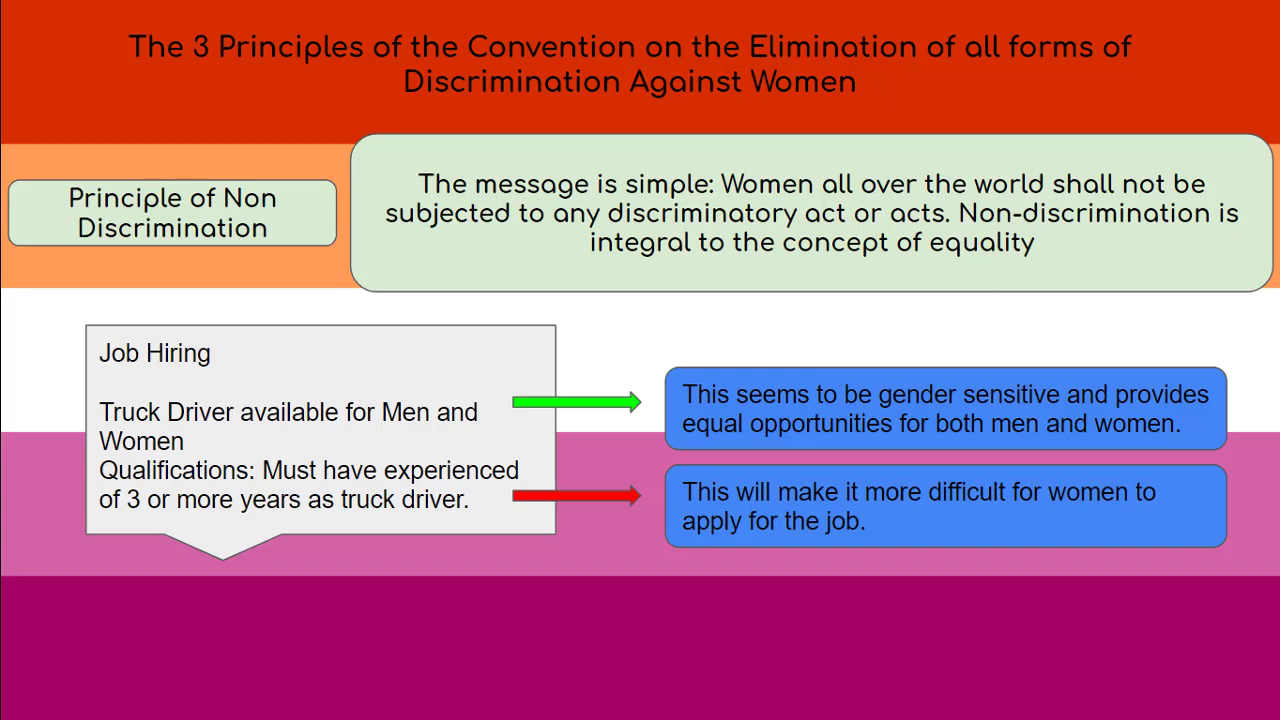 The 3 Principles of the Convention on the Elimination of all forms of
Discrimination Against Women
Principle of Non
Discrimination
The message is simple: Women all over the world shall not be
subjected to any discriminatory act or acts. Non-discrimination is
integral to the concept of equality
Job Hiring
Truck Driver available for Men and
Women
Qualifications: Must have experienced
of 3 or more years as truck driver.
This seems to be gender sensitive and provides
equal opportunities for both men and women.
This will make it more difficult for women to
apply for the job.